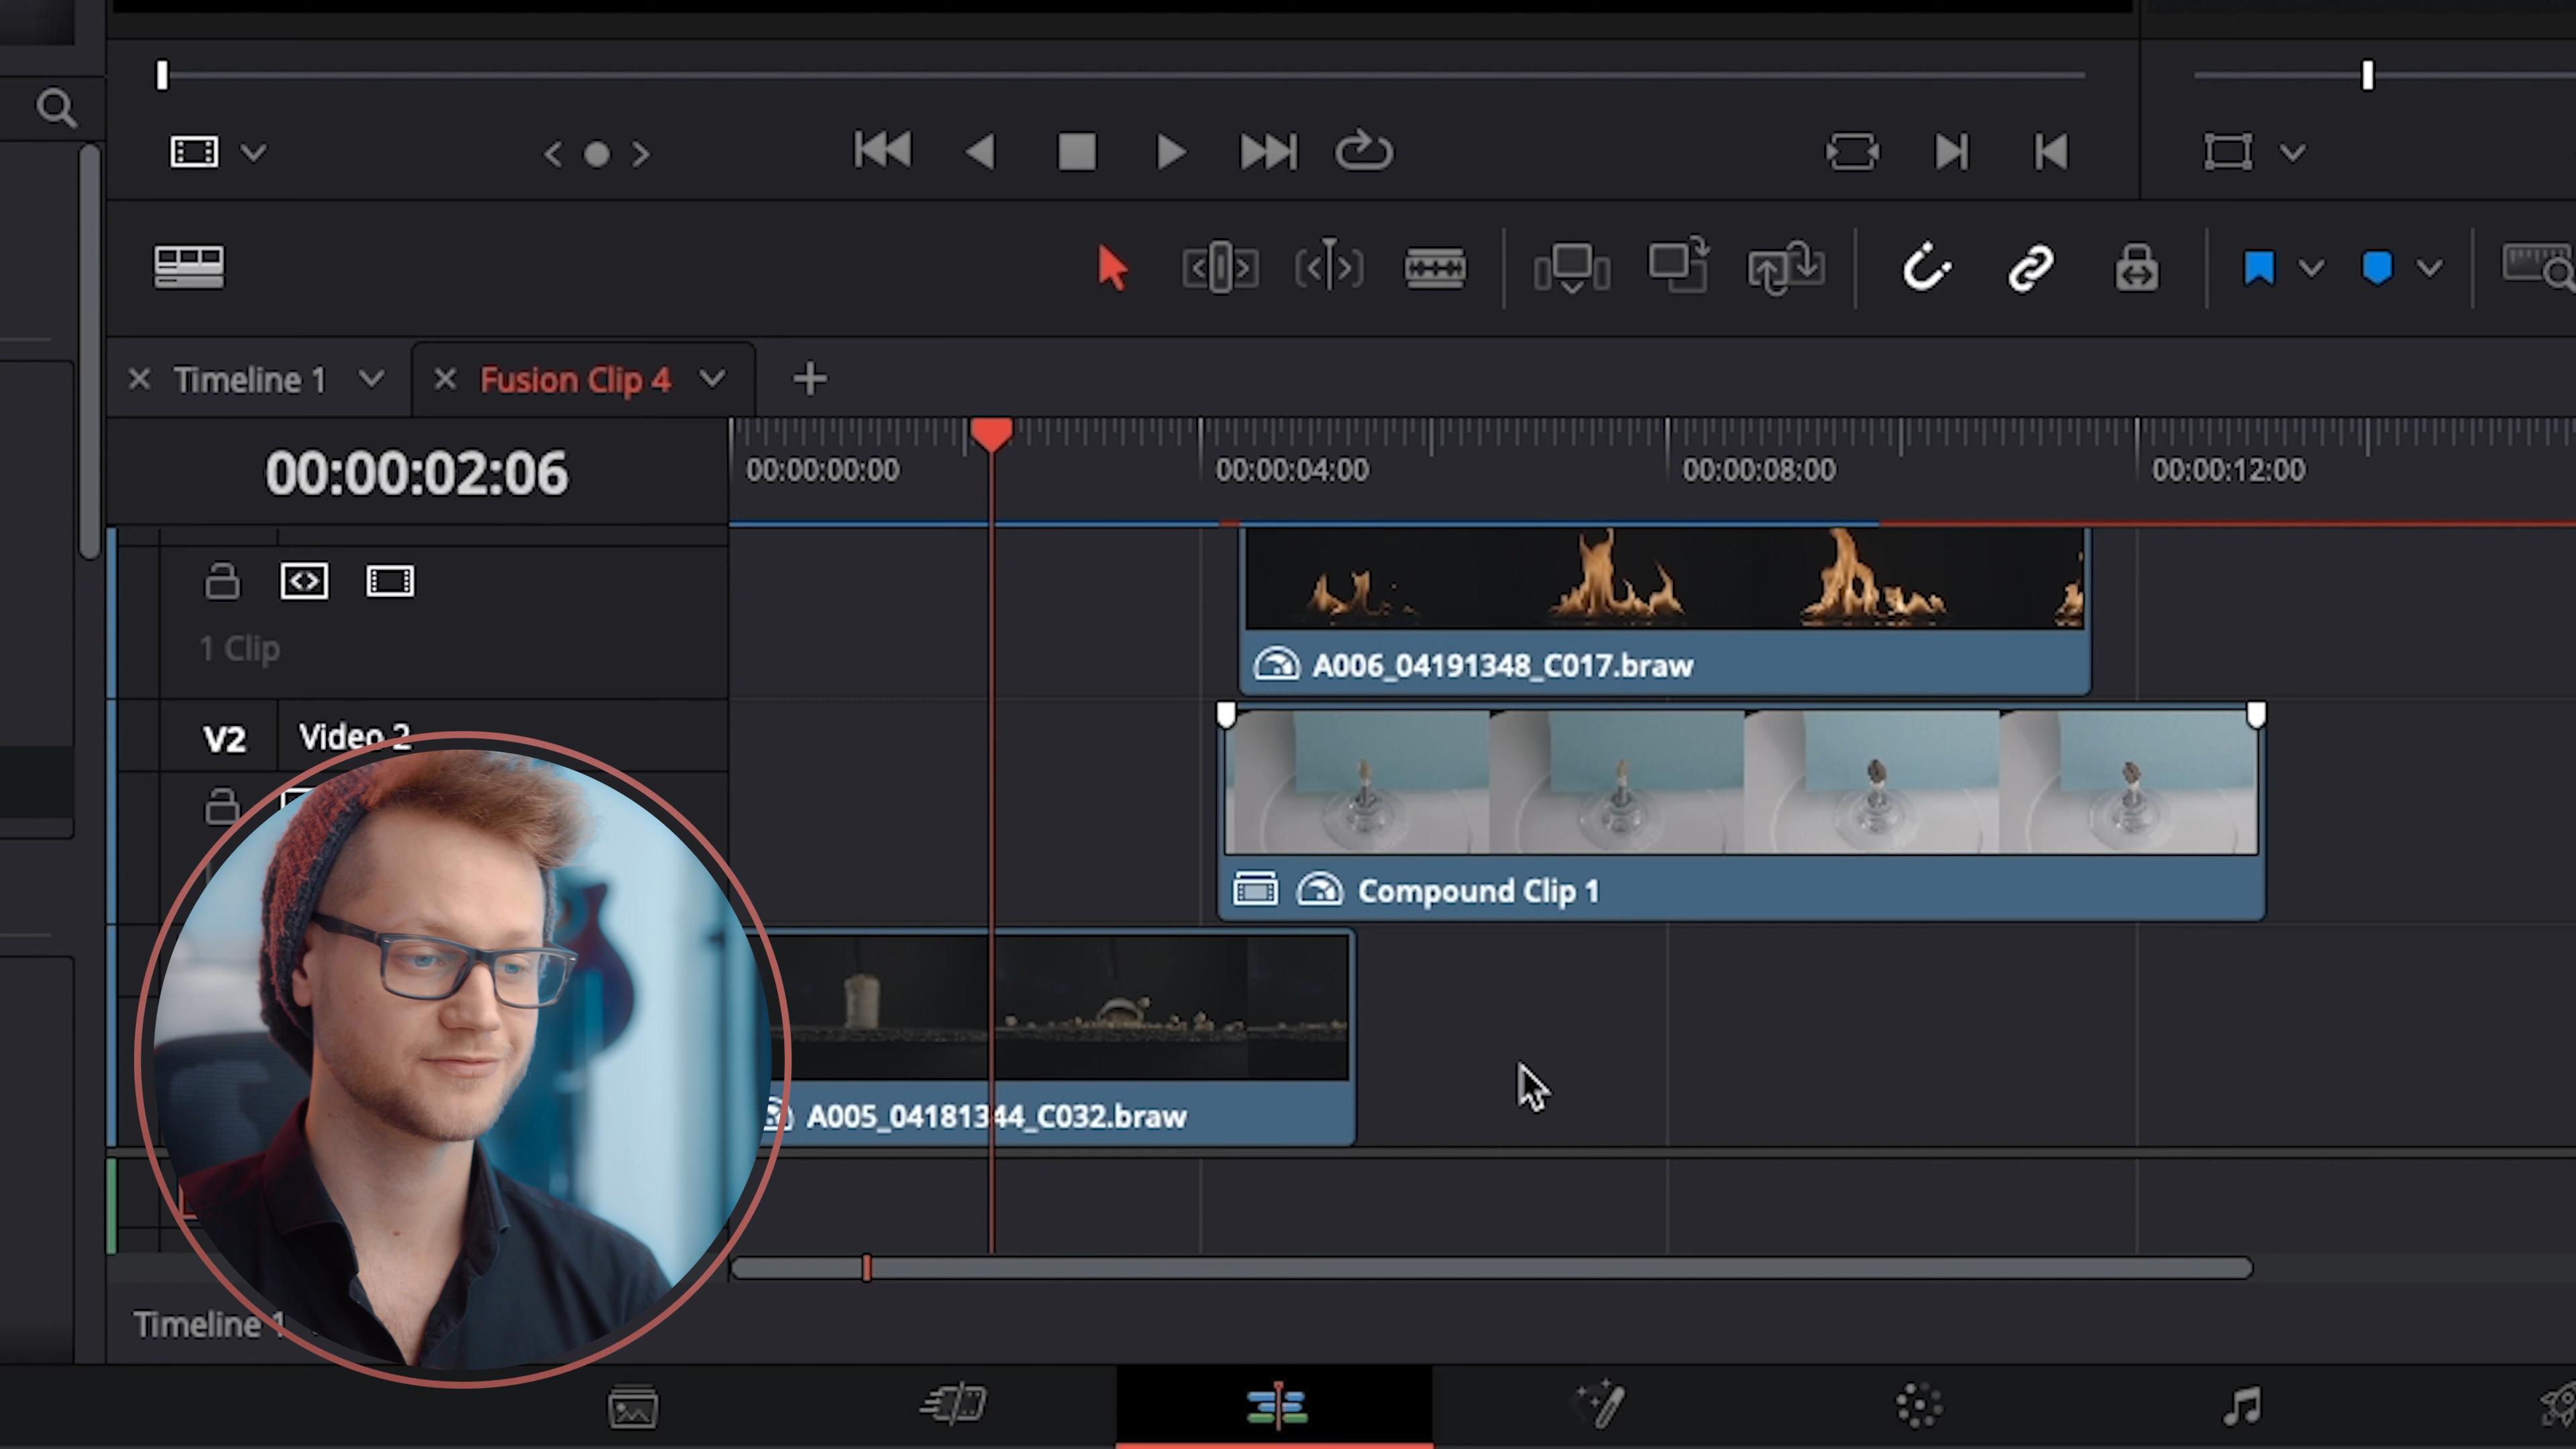 Timeline 1
Fusion Clip 4
00:00:02:06
00:00:00:00
00:00:04:00
00:00:08:00
00:00:12:00
1 Clip
A006_04191348_C017.braw
V2
Video 2
Compound Clip 1
A005_04181344_C032.braw
Timeline 1